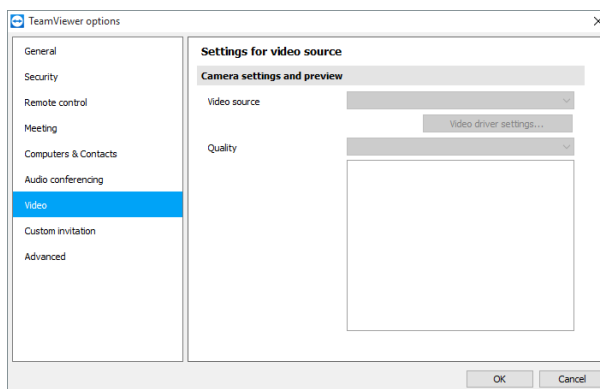 TeamViewer options
General
Security
Remote control
Meeting
Computers & Contacts
Audio conferencing
Video
Custom invitation
Advanced
Settings for video source
Camera settings and preview
Video source
Video driver settings...
Quality
OK
Cancel